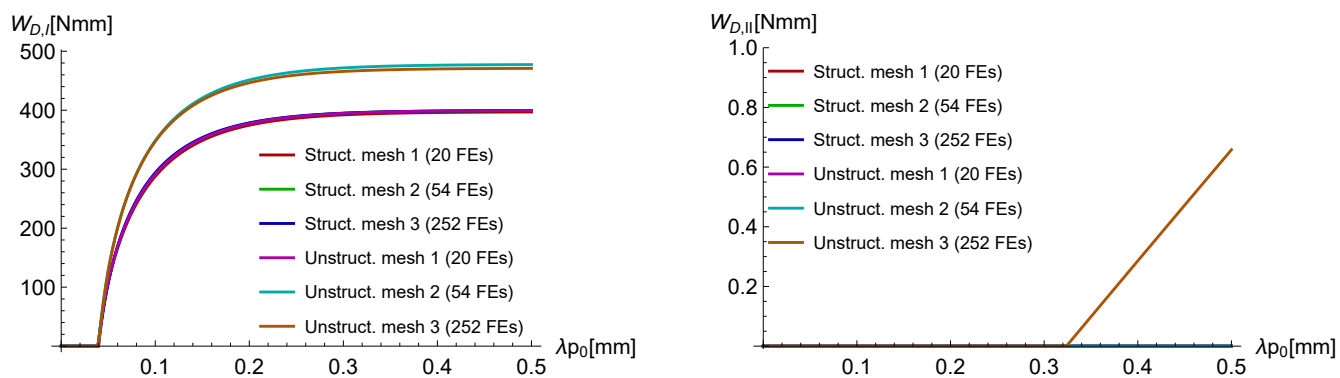 W_{D,I}[Nmm]
500
400
300
200
100
0.1 0.2 0.3 0.4 0.5
λp₀[mm]
Struct. mesh 1 (20 FEs)
Struct. mesh 2 (54 FEs)
Struct. mesh 3 (252 FEs)
Unstruct. mesh 1 (20 FEs)
Unstruct. mesh 2 (54 FEs)
Unstruct. mesh 3 (252 FEs)
W_{D,II}[Nmm]
1.0
0.8
0.6
0.4
0.2
0.1 0.2 0.3 0.4 0.5
λp₀[mm]
Struct. mesh 1 (20 FEs)
Struct. mesh 2 (54 FEs)
Struct. mesh 3 (252 FEs)
Unstruct. mesh 1 (20 FEs)
Unstruct. mesh 2 (54 FEs)
Unstruct. mesh 3 (252 FEs)